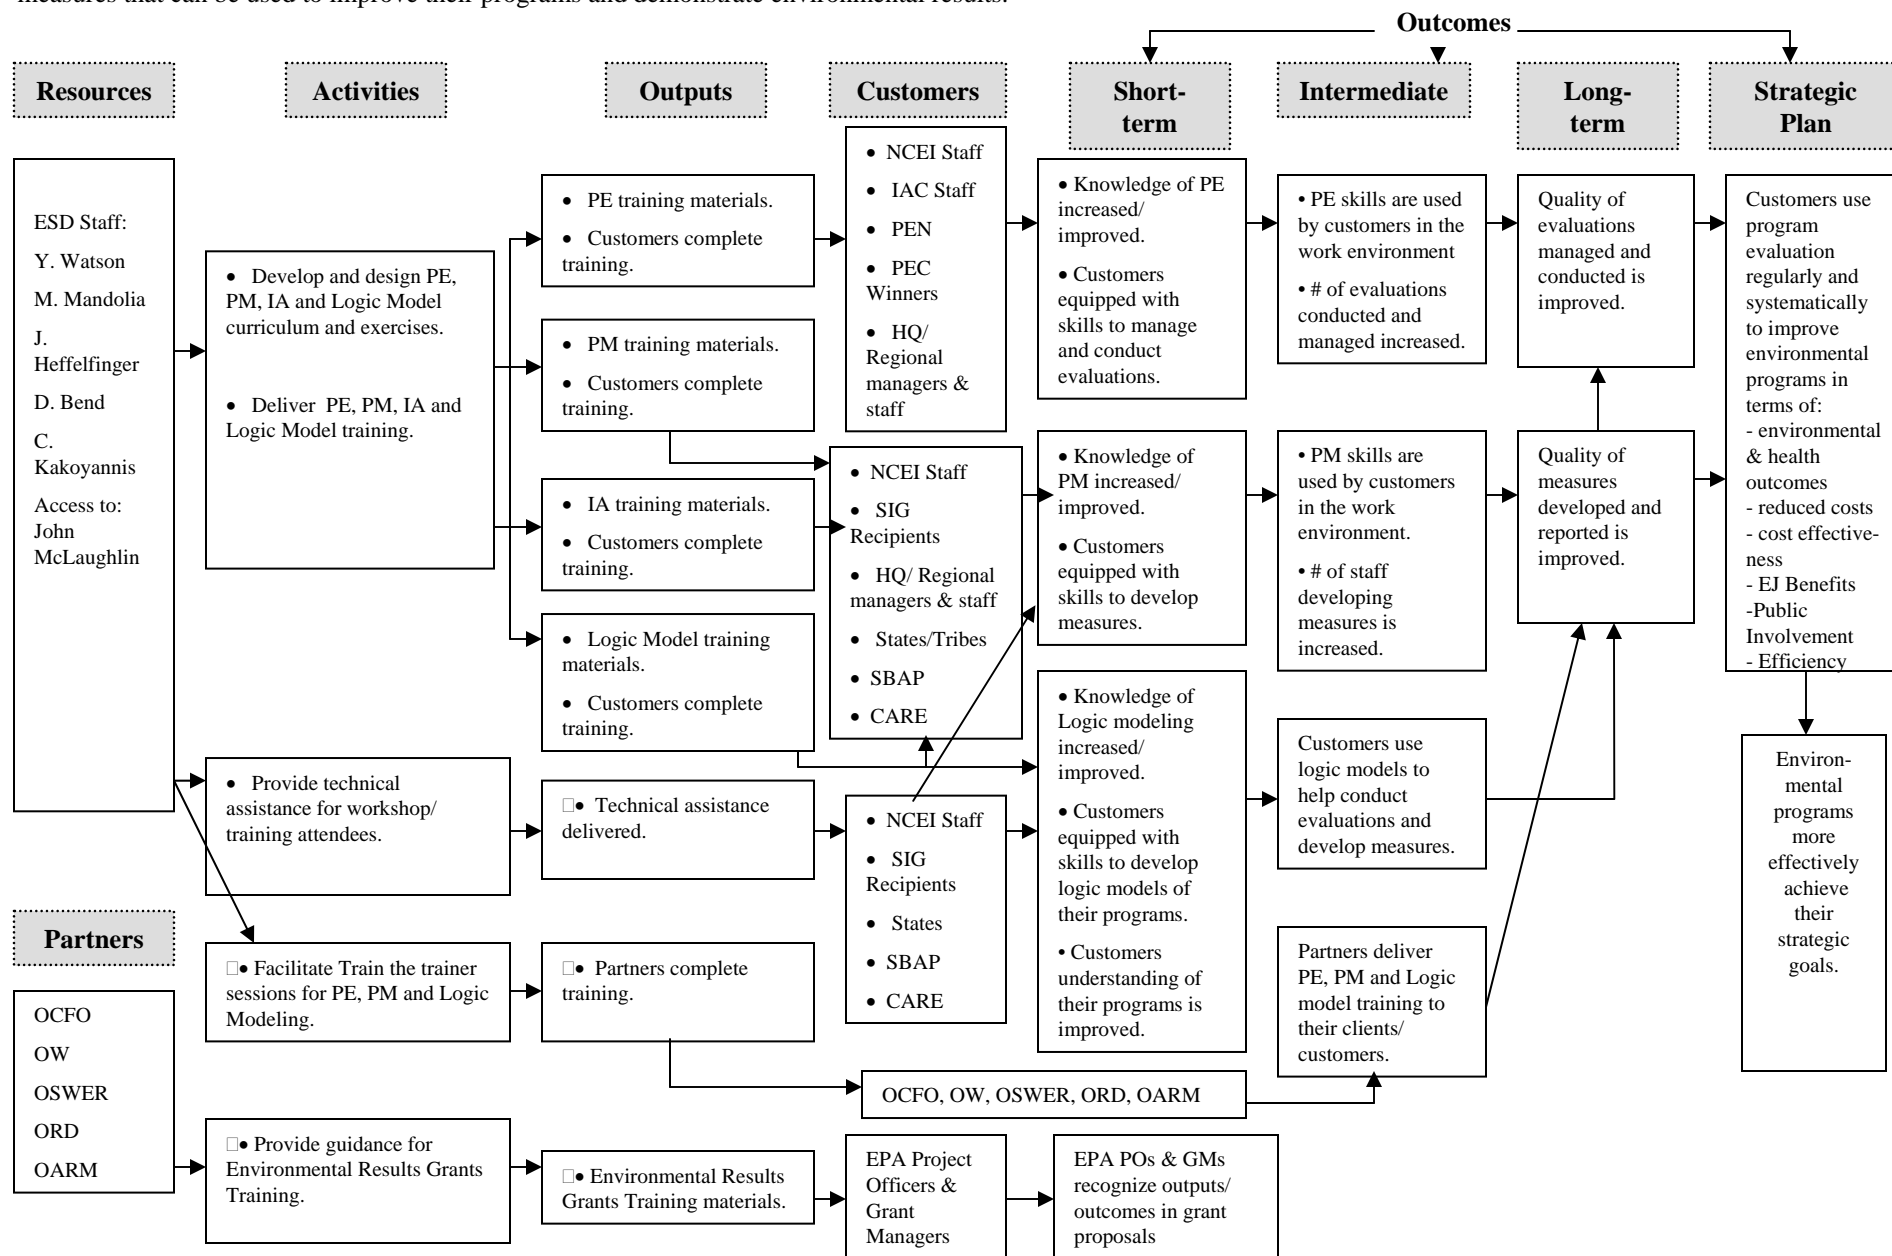 measures that can be used to improve their programs and demonstrate environmental results.
Outcomes
Resources
Activities
Outputs
Customers
Short-
term
Intermediate
Long-
term
Strategic
Plan
ESD Staff:
Y. Watson
M. Mandolia
J.
Heffelfinger
D. Bend
C.
Kakoyannis
Access to:
John
McLaughlin
• Develop and design PE,
PM, IA and Logic Model
curriculum and exercises.
• Deliver PE, PM, IA and
Logic Model training.
• PE training materials.
• Customers complete
training.
• PM training materials.
• Customers complete
training.
• IA training materials.
• Customers complete
training.
• Logic Model training
materials.
• Customers complete
training.
• NCEI Staff
• IAC Staff
• PEN
• PEC
Winners
• HQ/
Regional
managers &
staff
• NCEI Staff
• SIG
Recipients
• HQ/ Regional
managers & staff
• States/Tribes
• SBAP
• CARE
• Knowledge of PE
increased/
improved.
• Customers
equipped with
skills to manage
and conduct
evaluations.
• Knowledge of
PM increased/
improved.
• Customers
equipped with
skills to develop
measures.
• Knowledge of
Logic modeling
increased/
improved.
• Customers
equipped with
skills to develop
logic models of
their programs.
• Customers
understanding of
their programs is
improved.
• PE skills are used
by customers in the
work environment
• # of evaluations
conducted and
managed increased.
• PM skills are
used by customers
in the work
environment.
• # of staff
developing
measures is
increased.
Customers use
logic models to
help conduct
evaluations and
develop measures.
Partners deliver
PE, PM and Logic
model training to
their clients/
customers.
Quality of
evaluations
managed and
conducted is
improved.
Quality of
measures
developed and
reported is
improved.
Customers use
program
evaluation
regularly and
systematically
to improve
environmental
programs in
terms of:
- environmental
& health
outcomes
- reduced costs
- cost effective-
ness
- EJ Benefits
-Public
Involvement
- Efficiency
Environ-
mental
programs
more
effectively
achieve
their
strategic
goals.
• Provide technical
assistance for workshop/
training attendees.
□• Technical assistance
delivered.
• NCEI Staff
• SIG
Recipients
• States
• SBAP
• CARE
Partners
OCFO
OW
OSWER
ORD
OARM
□• Facilitate Train the trainer
sessions for PE, PM and Logic
Modeling.
□• Partners complete
training.
OCFO, OW, OSWER, ORD, OARM
□• Provide guidance for
Environmental Results Grants
Training.
□• Environmental Results
Grants Training materials.
EPA Project
Officers &
Grant
Managers
EPA POs & GMs
recognize outputs/
outcomes in grant
proposals